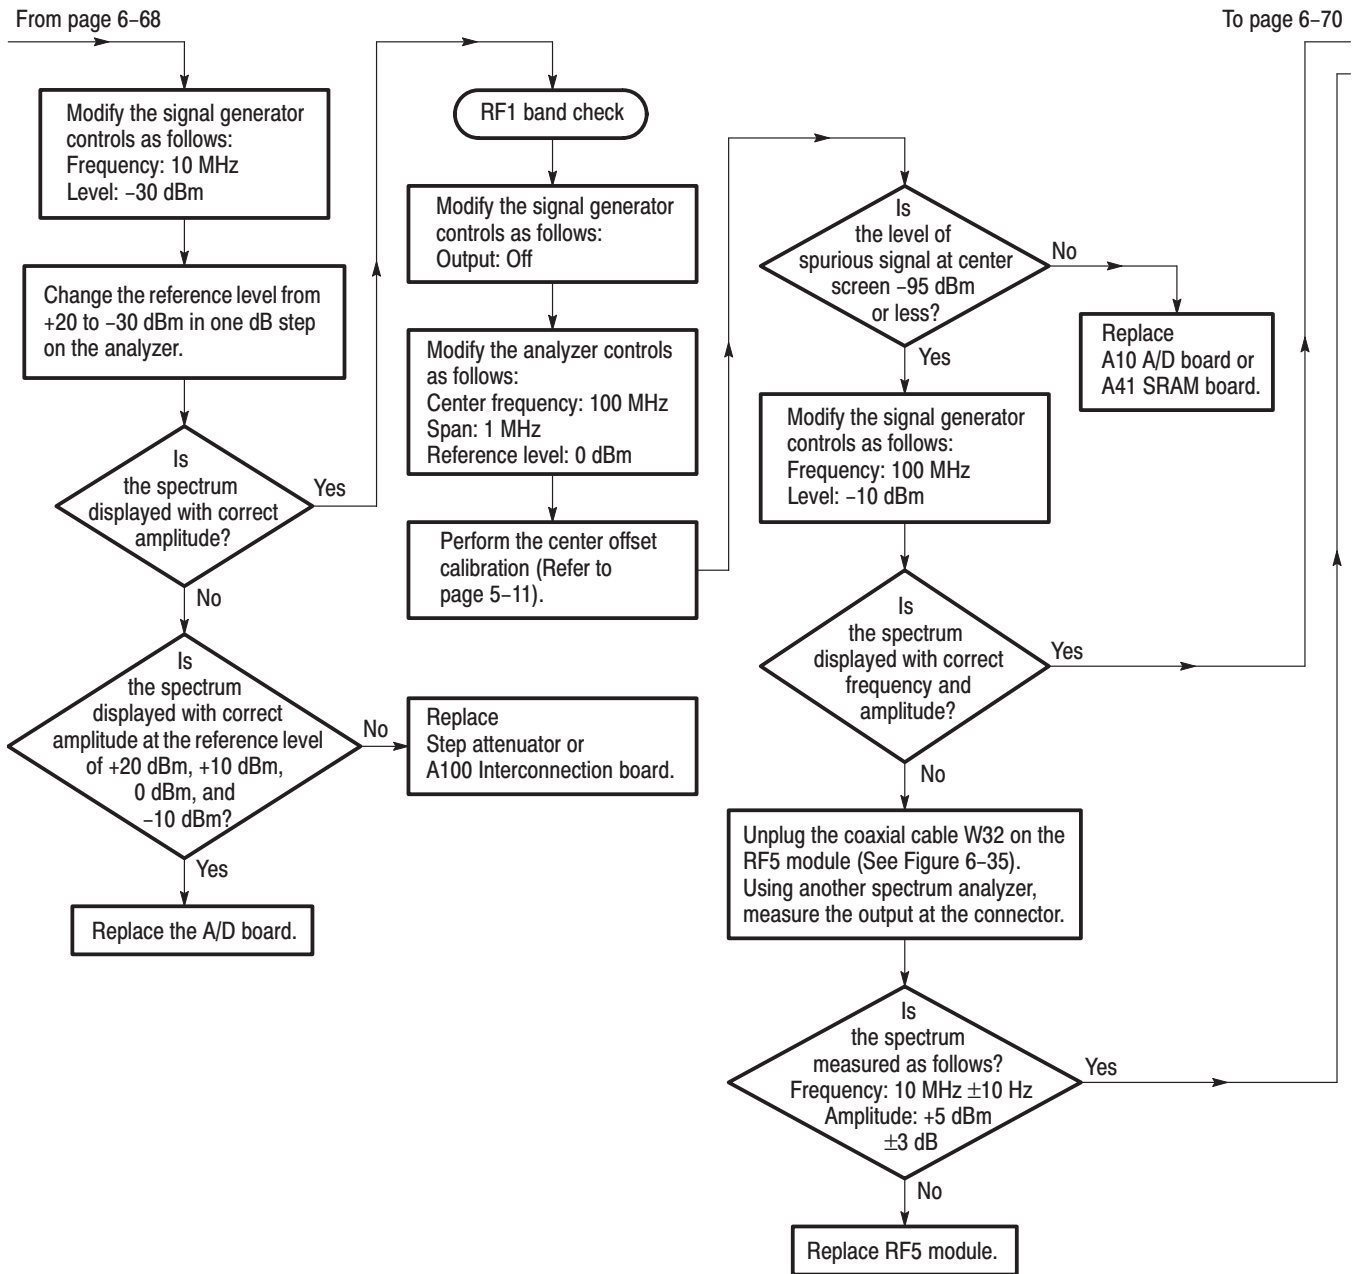 From page 6–68
To page 6–70
Modify the signal generator
controls as follows:
Frequency: 10 MHz
Level: –30 dBm
Change the reference level from
+20 to –30 dBm in one dB step
on the analyzer.
Is
the spectrum
displayed with correct
amplitude?
Yes
No
Is
the spectrum
displayed with correct
amplitude at the reference level
of +20 dBm, +10 dBm,
0 dBm, and
–10 dBm?
No
Replace
Step attenuator or
A100 Interconnection board.
Yes
Replace the A/D board.
RF1 band check
Modify the signal generator
controls as follows:
Output: Off
Modify the analyzer controls
as follows:
Center frequency: 100 MHz
Span: 1 MHz
Reference level: 0 dBm
Perform the center offset
calibration (Refer to
page 5–11).
Is
the level of
spurious signal at center
screen –95 dBm
or less?
No
Replace
A10 A/D board or
A41 SRAM board.
Yes
Modify the signal generator
controls as follows:
Frequency: 100 MHz
Level: –10 dBm
Is
the spectrum
displayed with correct
frequency and
amplitude?
Yes
No
Unplug the coaxial cable W32 on the
RF5 module (See Figure 6–35).
Using another spectrum analyzer,
measure the output at the connector.
Is
the spectrum
measured as follows?
Frequency: 10 MHz ±10 Hz
Amplitude: +5 dBm
±3 dB
Yes
No
Replace RF5 module.